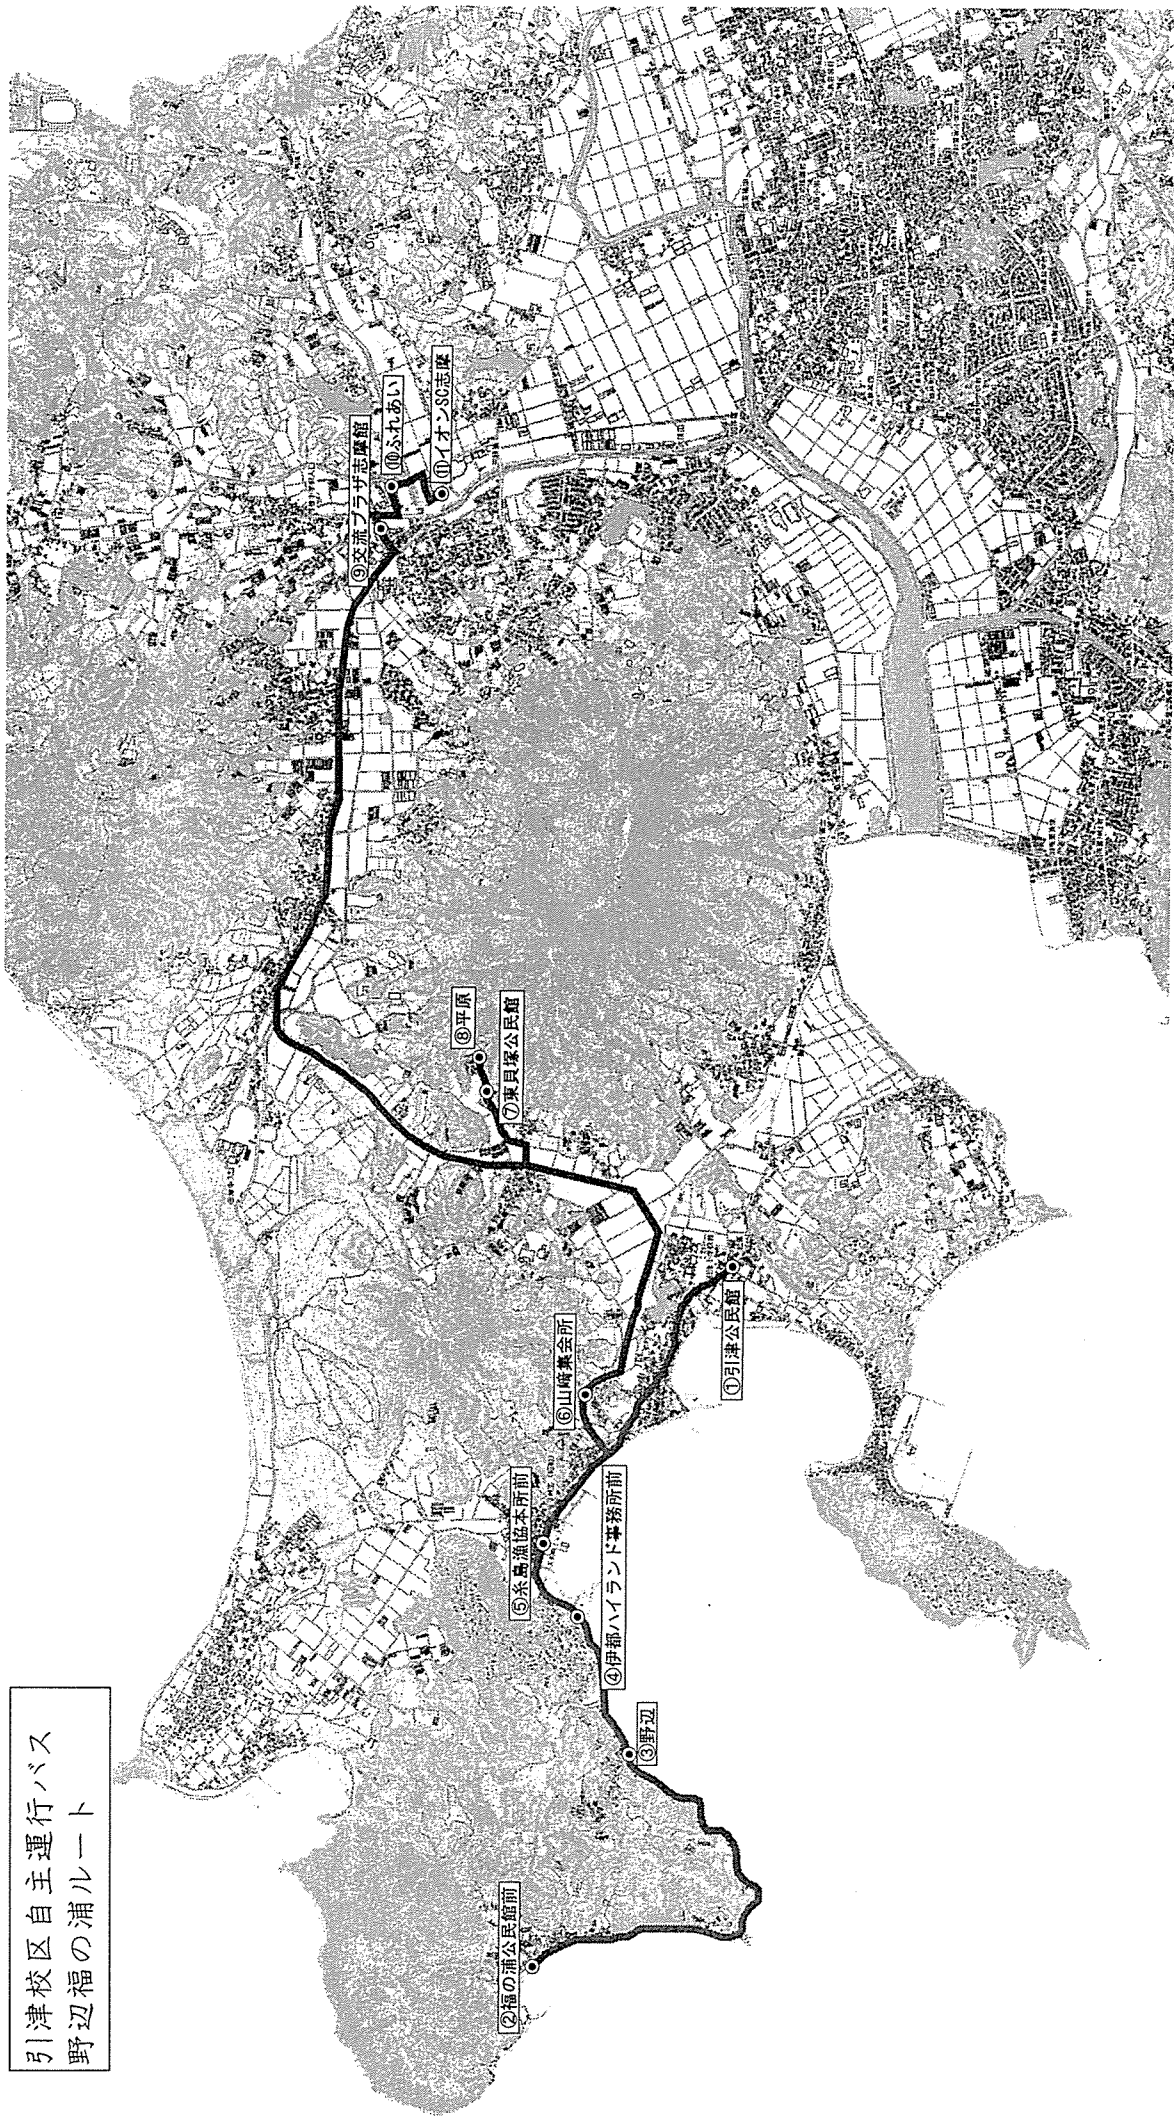 引津校区自主運行バス
野辺福の浦ルート
①引津公民館
②福の浦公民館前
③野辺
④伊都ハイランド事務所前
⑤糸島漁協本所前
⑥山﨑集会所
⑦東貝塚公民館
⑧平原
⑨交流プラザ志摩館
⑩ふれあい
⑪イオンSC志摩